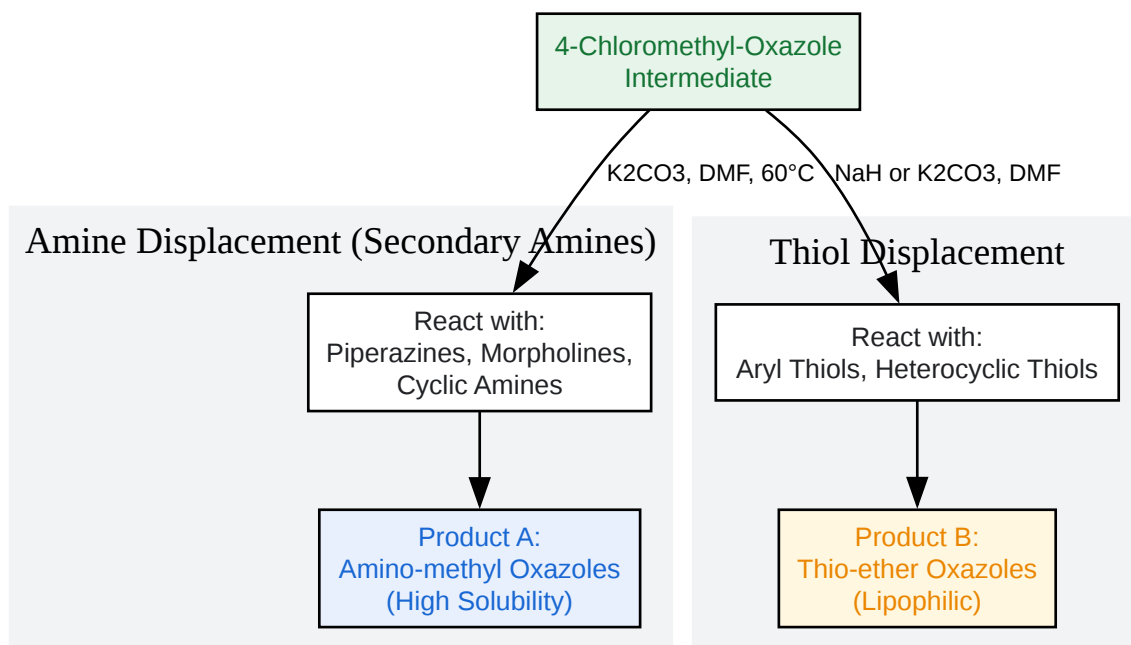 4-Chloromethyl-Oxazole
Intermediate
K2CO3, DMF, 60°C
NaH or K2CO3, DMF
Amine Displacement (Secondary Amines)
Thiol Displacement
React with:
Piperazines, Morpholines,
Cyclic Amines
React with:
Aryl Thiols, Heterocyclic Thiols
Product A:
Amino-methyl Oxazoles
(High Solubility)
Product B:
Thio-ether Oxazoles
(Lipophilic)